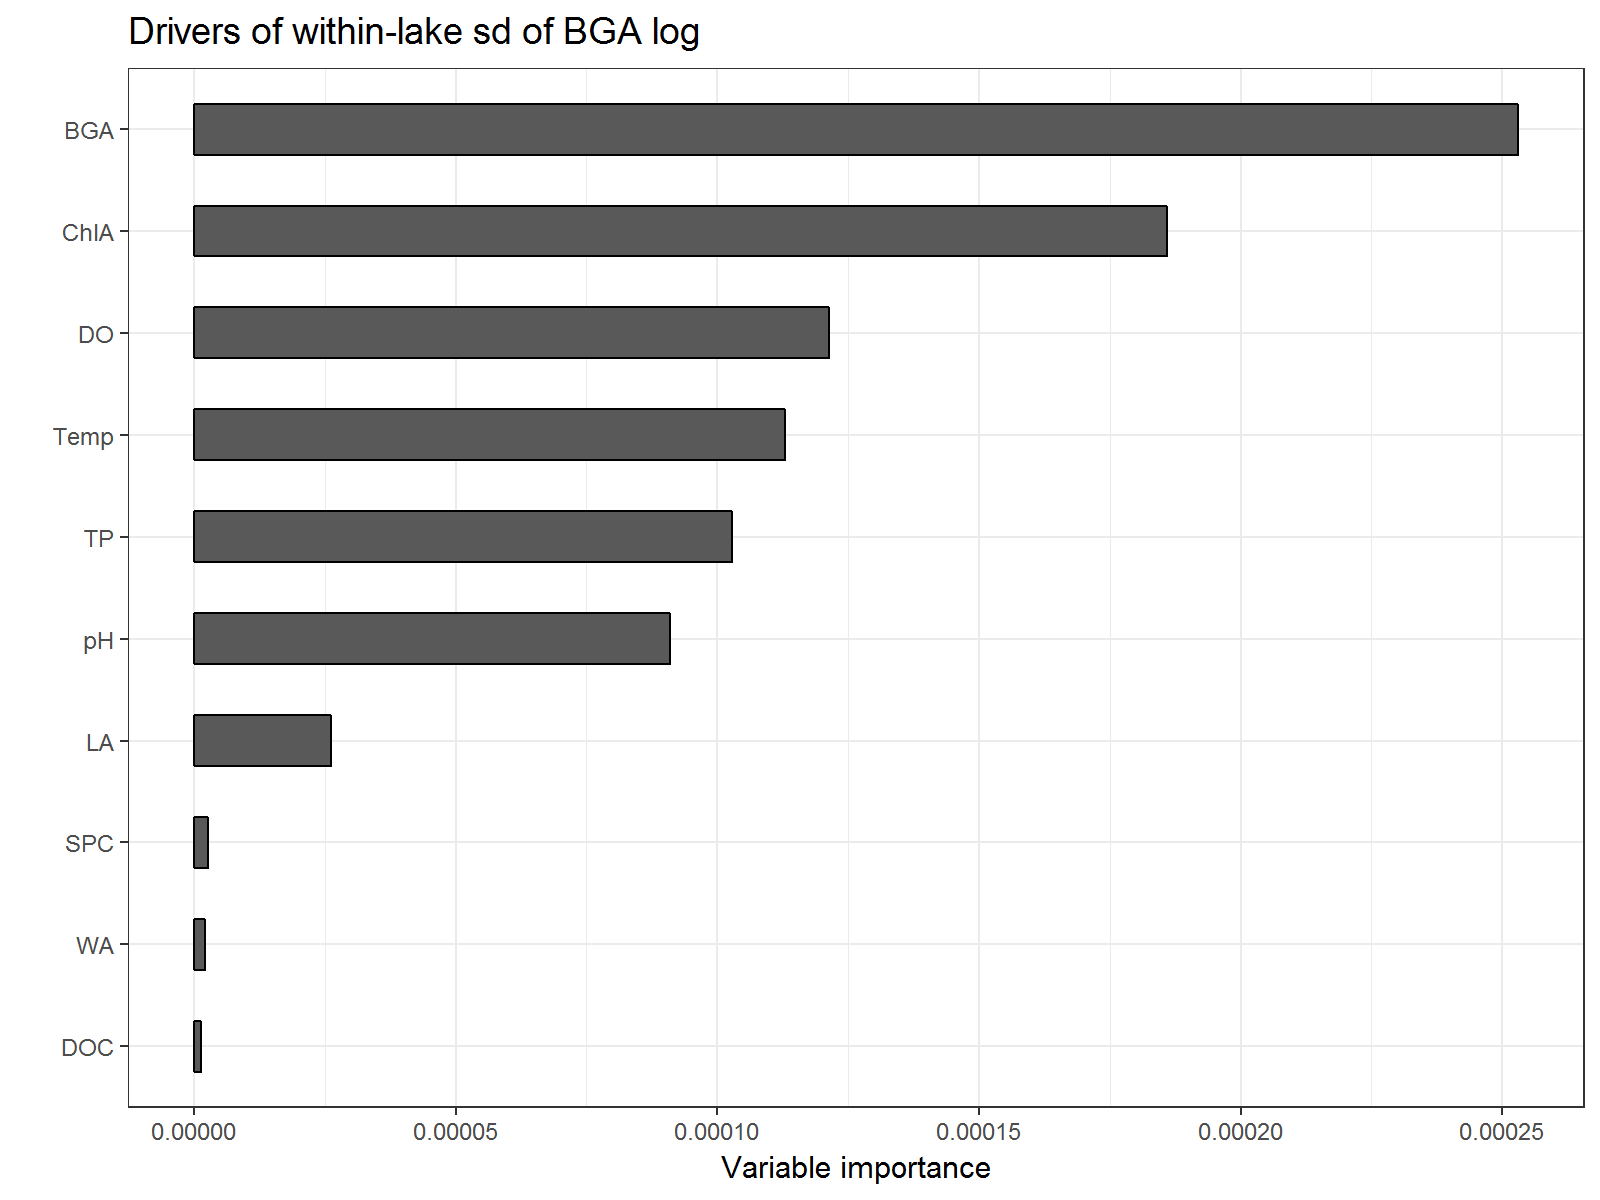 Drivers of within-lake sd of BGA log
BGA
ChlA
DO
Temp
TP
pH
LA
SPC
WA
DOC
0.00000 0.00005 0.00010 0.00015 0.00020 0.00025
Variable importance